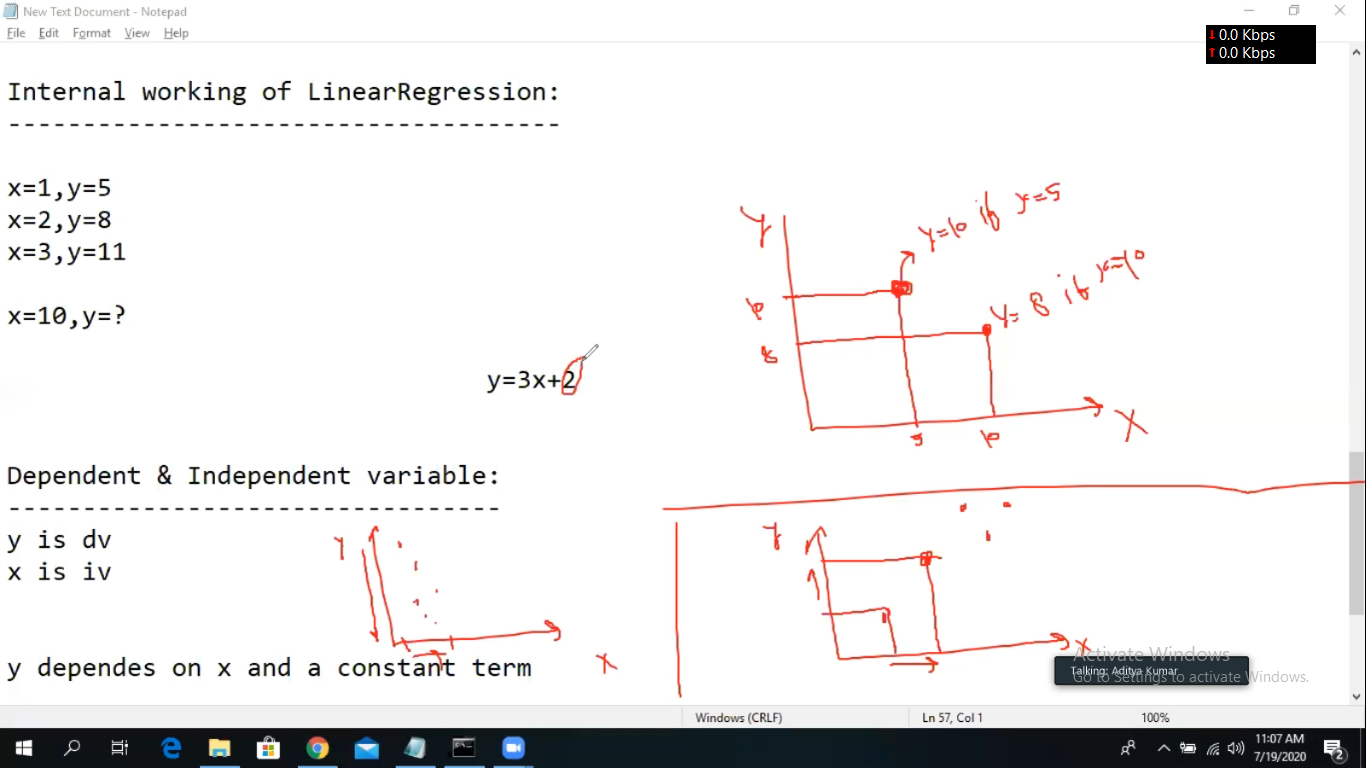 New Text Document - Notepad
File Edit Format View Help
↓ 0.0 Kbps
↑ 0.0 Kbps
Internal working of LinearRegression:
-------------------------------------
x=1,y=5
x=2,y=8
x=3,y=11
x=10,y=?
y=3x+2
Y
y=10 if x=5
10
y= 8 if x=10
8
5 10
X
Dependent & Independent variable:
---------------------------------
y is dv
x is iv
Y
X
Y
X
y dependes on x and a constant term
Activate Windows
Talking: Aditya Kumar
Go to Settings to activate Windows.
Windows (CRLF) Ln 57, Col 1 100%
11:07 AM
7/19/2020
2